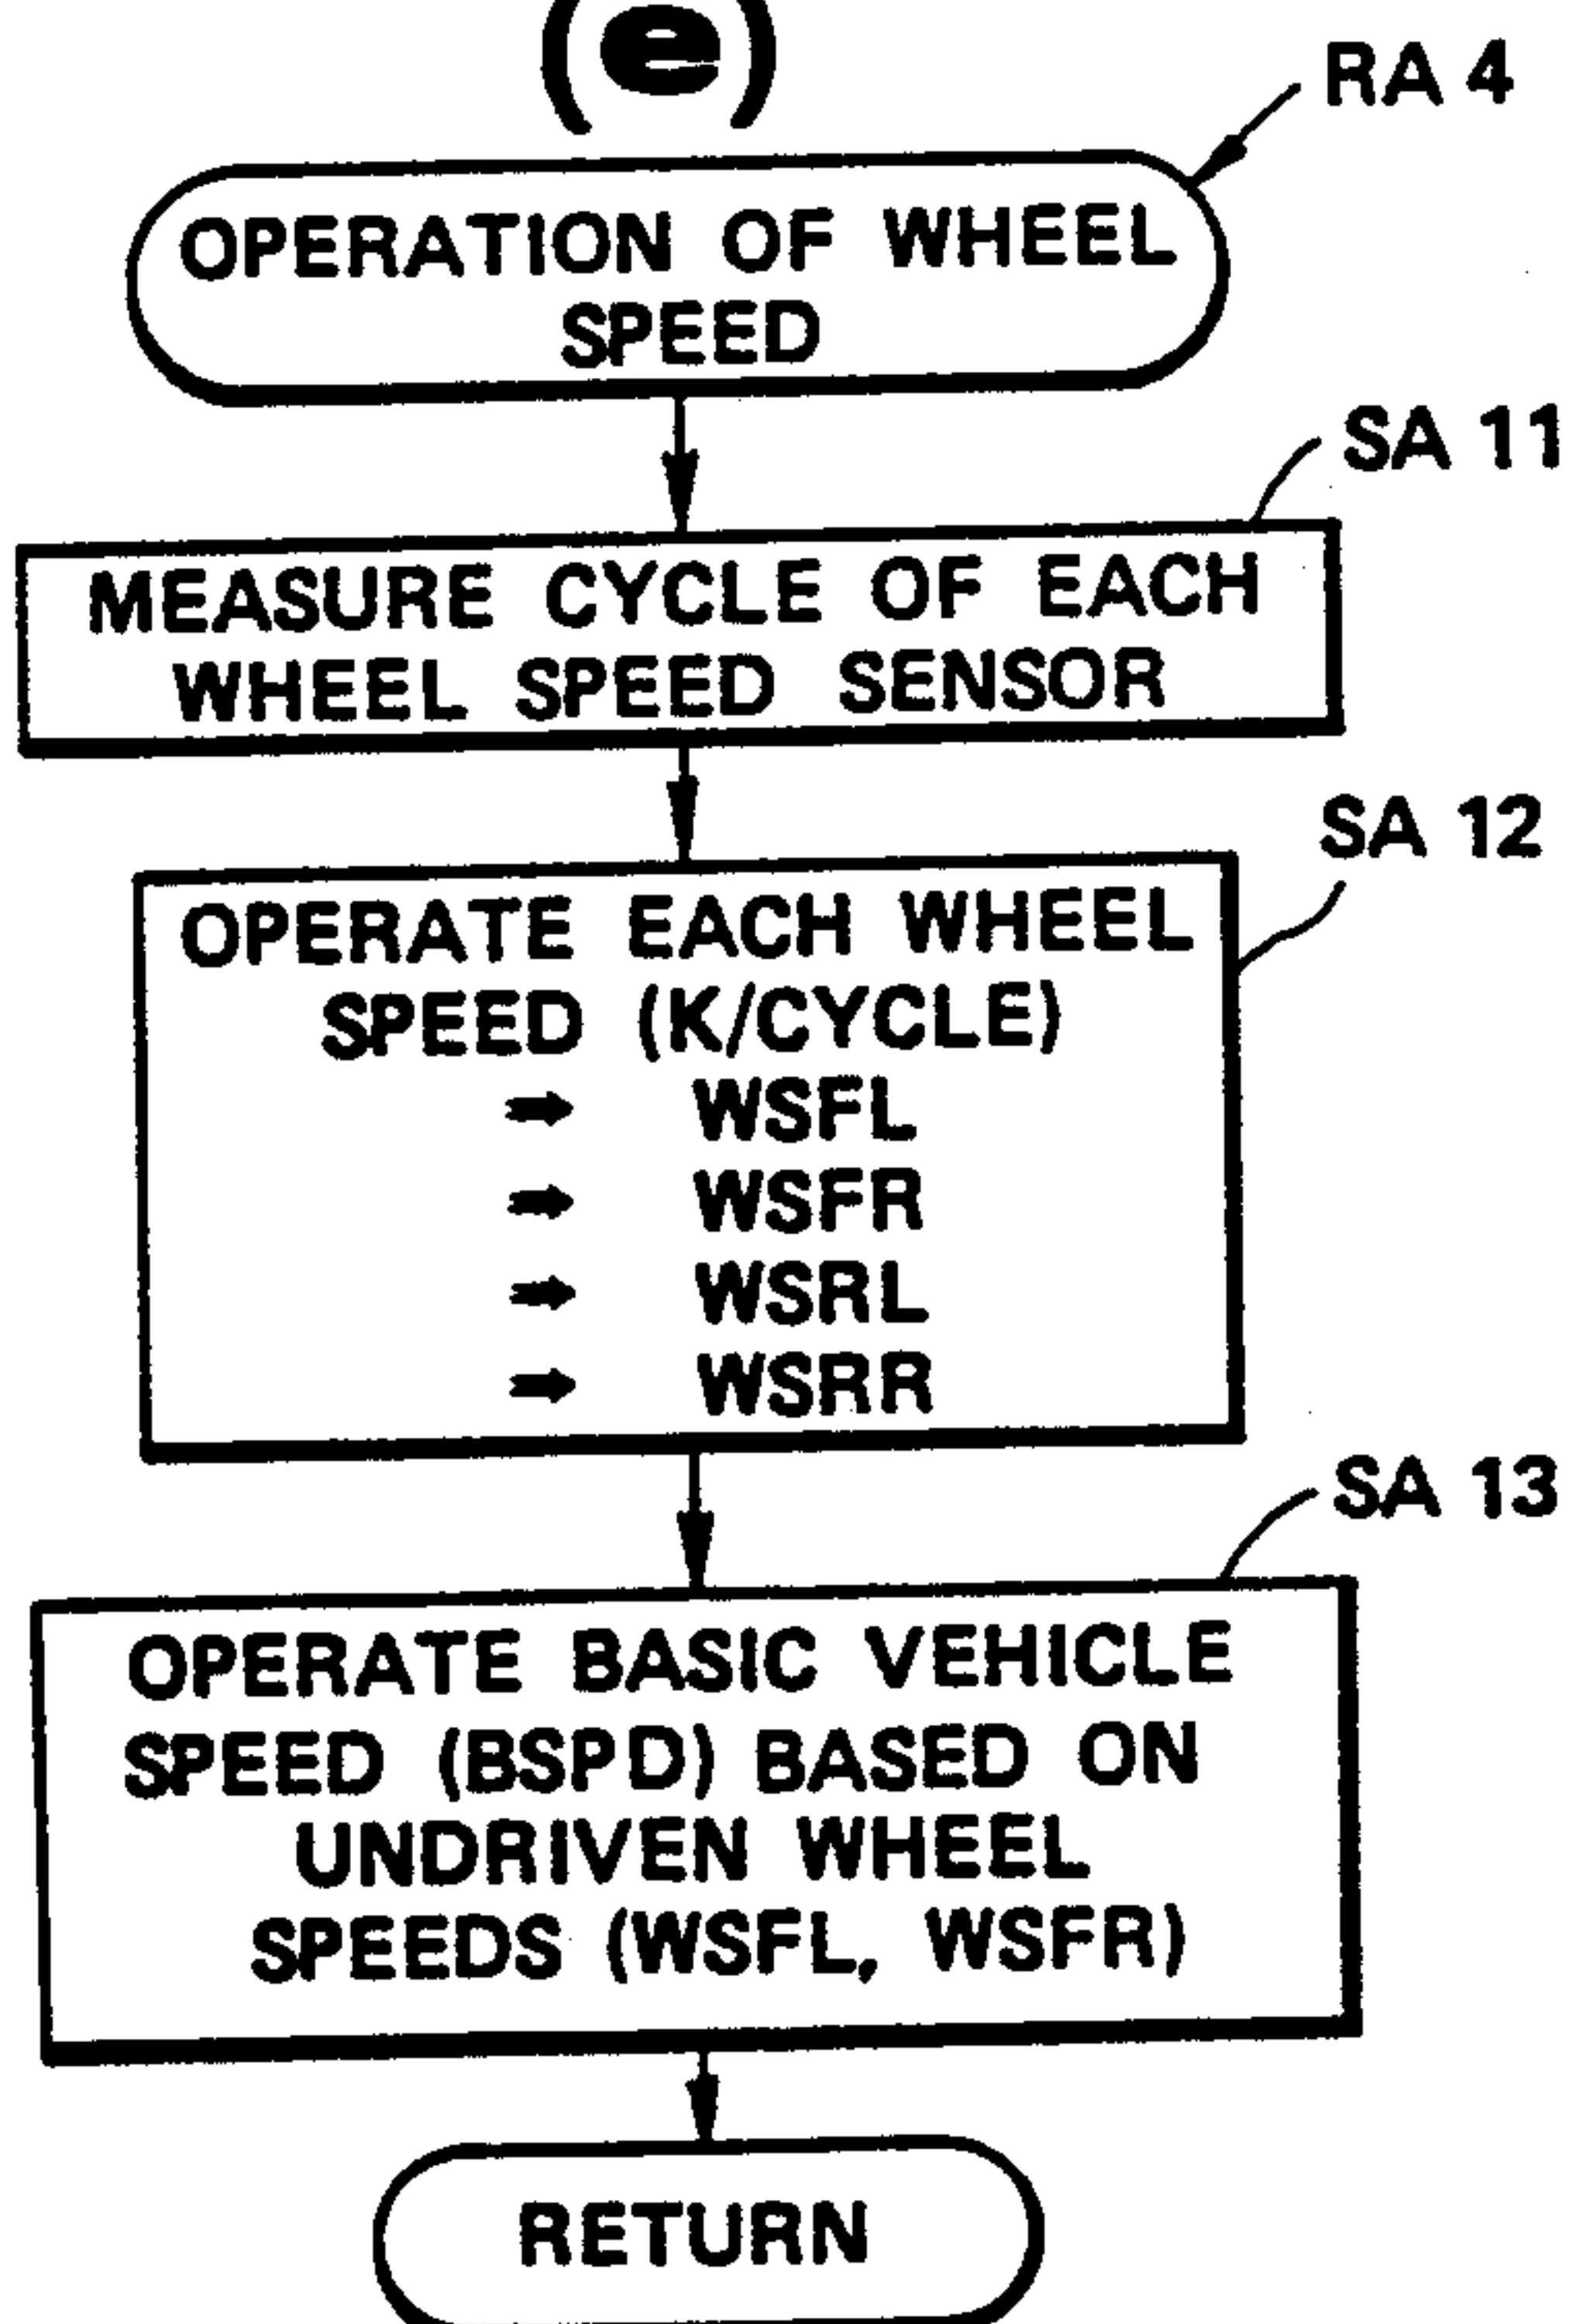 (e)
RA 4
OPERATION OF WHEEL
SPEED
SA 11
MEASURE CYCLE OF EACH
WHEEL SPEED SENSOR
SA 12
OPERATE EACH WHEEL
SPEED (K/CYCLE)
➡ WSFL
➡ WSFR
➡ WSRL
➡ WSRR
SA 13
OPERATE BASIC VEHICLE
SPEED (BSPD) BASED ON
UNDRIVEN WHEEL
SPEEDS (WSFL, WSFR)
RETURN